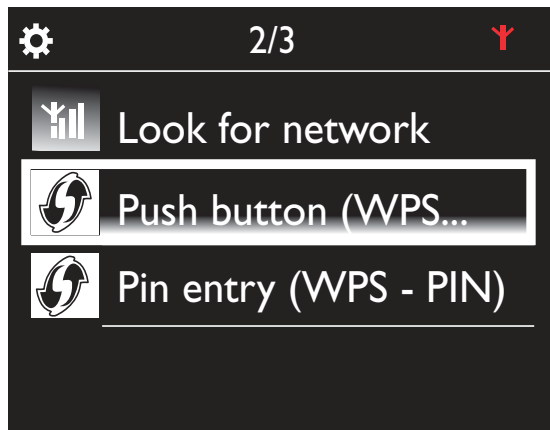 2/3
Look for network
Push button (WPS...
Pin entry (WPS - PIN)